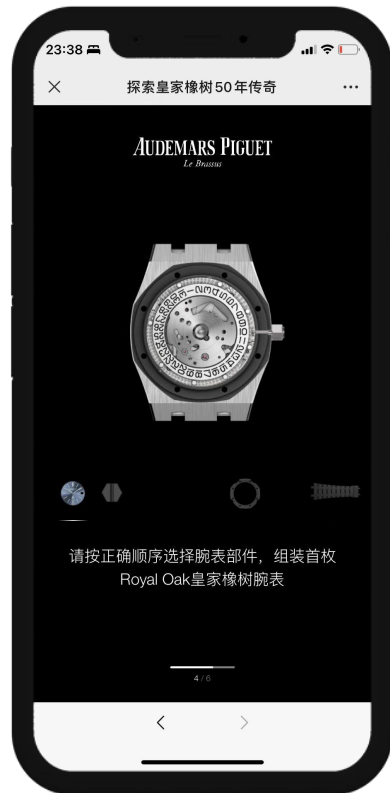 23:38
探索皇家橡树50年传奇
AUDEMARS PIGUET
Le Brassus
请按正确顺序选择腕表部件，组装首枚
Royal Oak皇家橡树腕表
4 / 6